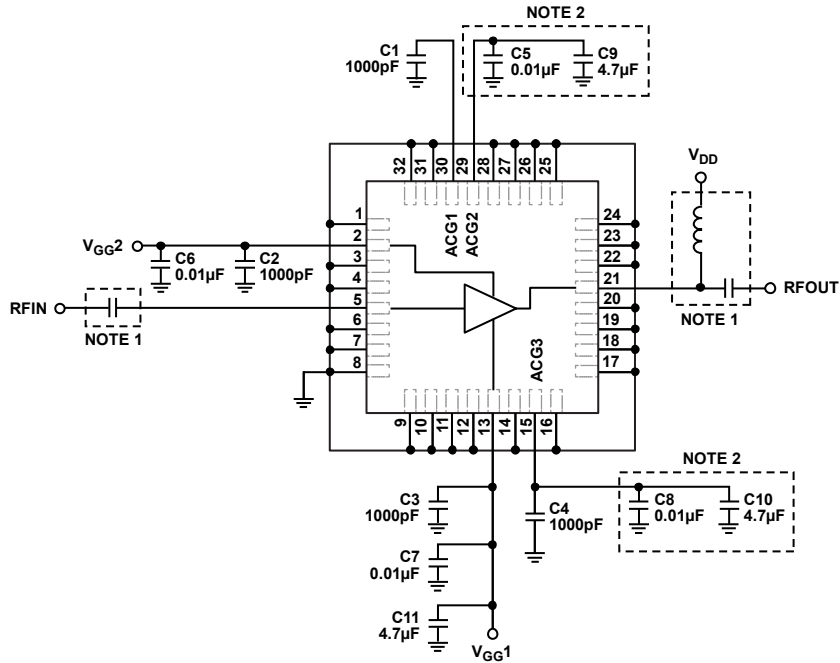 NOTE 2
C1
1000pF
C5
0.01µF
C9
4.7µF
32
31
30
29
28
27
26
25
VDD
ACG1
ACG2
1
2
3
4
5
6
7
8
24
23
22
21
20
19
18
17
VGG2
C6
0.01µF
C2
1000pF
RFIN
NOTE 1
RFOUT
NOTE 1
ACG3
9
10
11
12
13
14
15
16
NOTE 2
C3
1000pF
C4
1000pF
C8
0.01µF
C10
4.7µF
C7
0.01µF
C11
4.7µF
VGG1